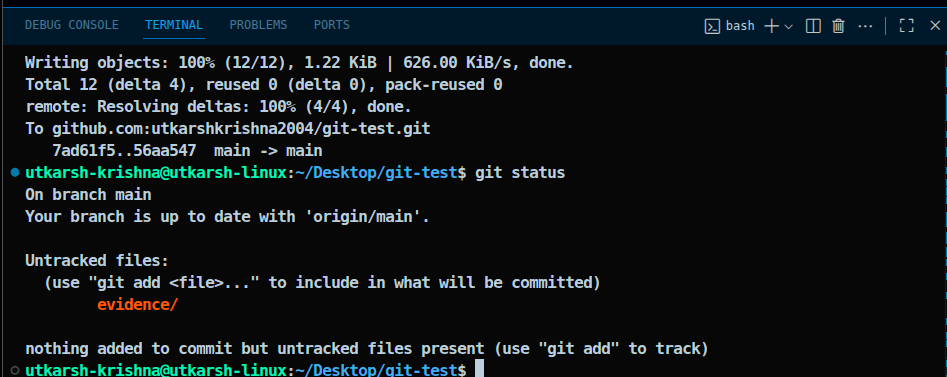 DEBUG CONSOLE TERMINAL PROBLEMS PORTS bash
Writing objects: 100% (12/12), 1.22 KiB | 626.00 KiB/s, done.
Total 12 (delta 4), reused 0 (delta 0), pack-reused 0
remote: Resolving deltas: 100% (4/4), done.
To github.com:utkarshkrishna2004/git-test.git
   7ad61f5..56aa547  main -> main
utkarsh-krishna@utkarsh-linux:~/Desktop/git-test$ git status
On branch main
Your branch is up to date with 'origin/main'.

Untracked files:
  (use "git add <file>..." to include in what will be committed)
        evidence/

nothing added to commit but untracked files present (use "git add" to track)
utkarsh-krishna@utkarsh-linux:~/Desktop/git-test$